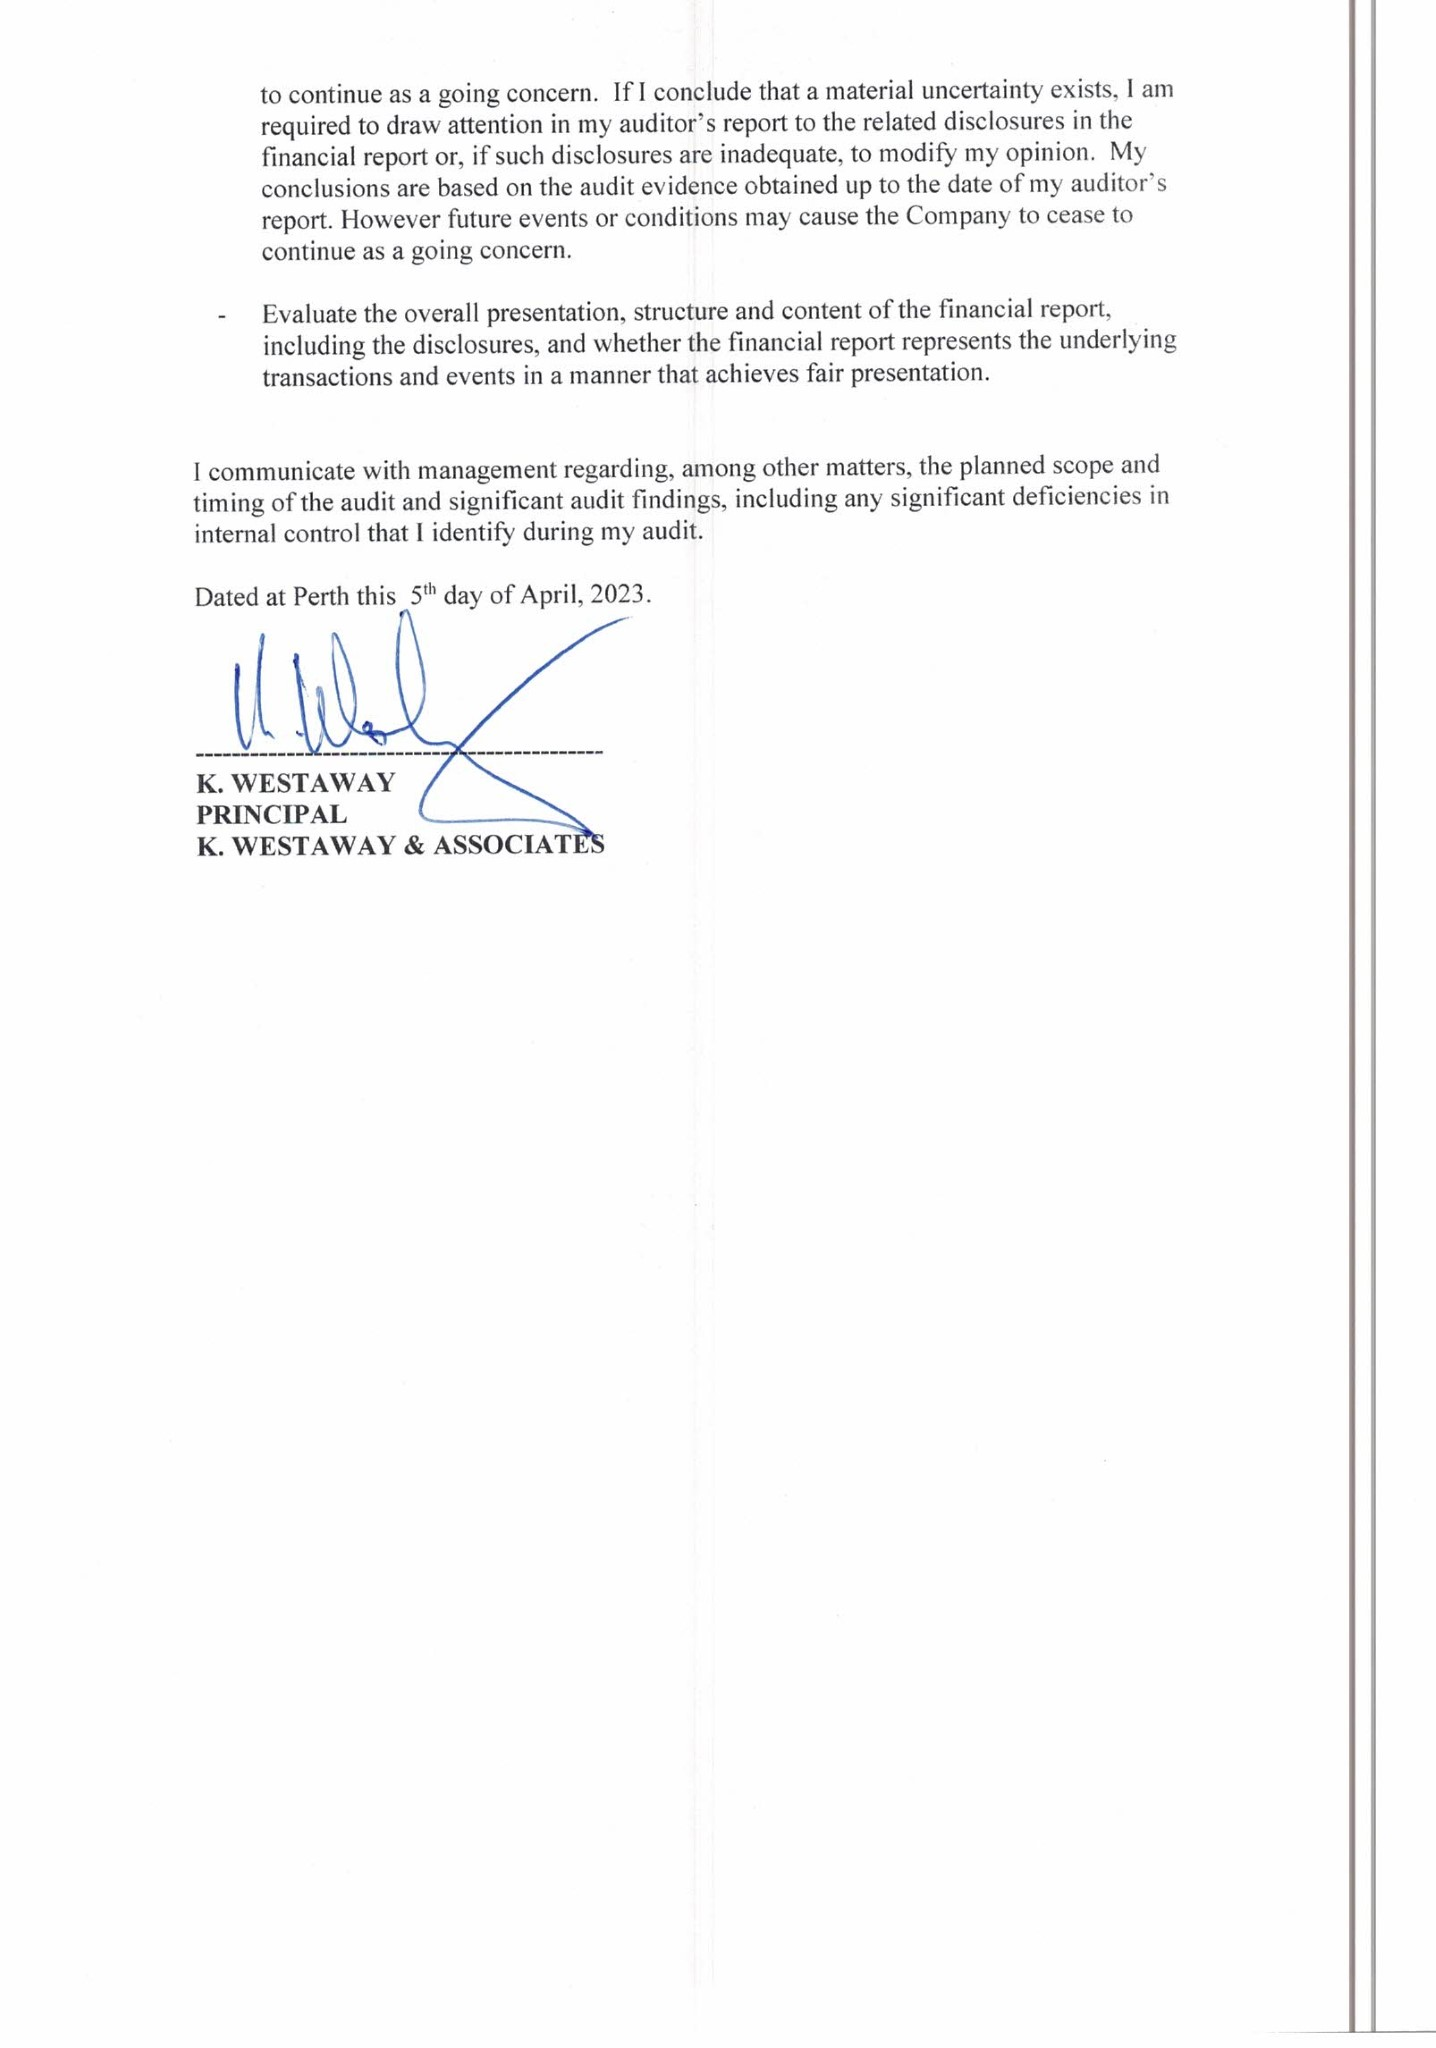 to continue as a going concern.  If I conclude that a material uncertainty exists, I am
required to draw attention in my auditor's report to the related disclosures in the
financial report or, if such disclosures are inadequate, to modify my opinion.  My
conclusions are based on the audit evidence obtained up to the date of my auditor's
report. However future events or conditions may cause the Company to cease to
continue as a going concern.
- Evaluate the overall presentation, structure and content of the financial report,
including the disclosures, and whether the financial report represents the underlying
transactions and events in a manner that achieves fair presentation.
I communicate with management regarding, among other matters, the planned scope and
timing of the audit and significant audit findings, including any significant deficiencies in
internal control that I identify during my audit.
Dated at Perth this  5th day of April, 2023.
K. WESTAWAY
PRINCIPAL
K. WESTAWAY & ASSOCIATES